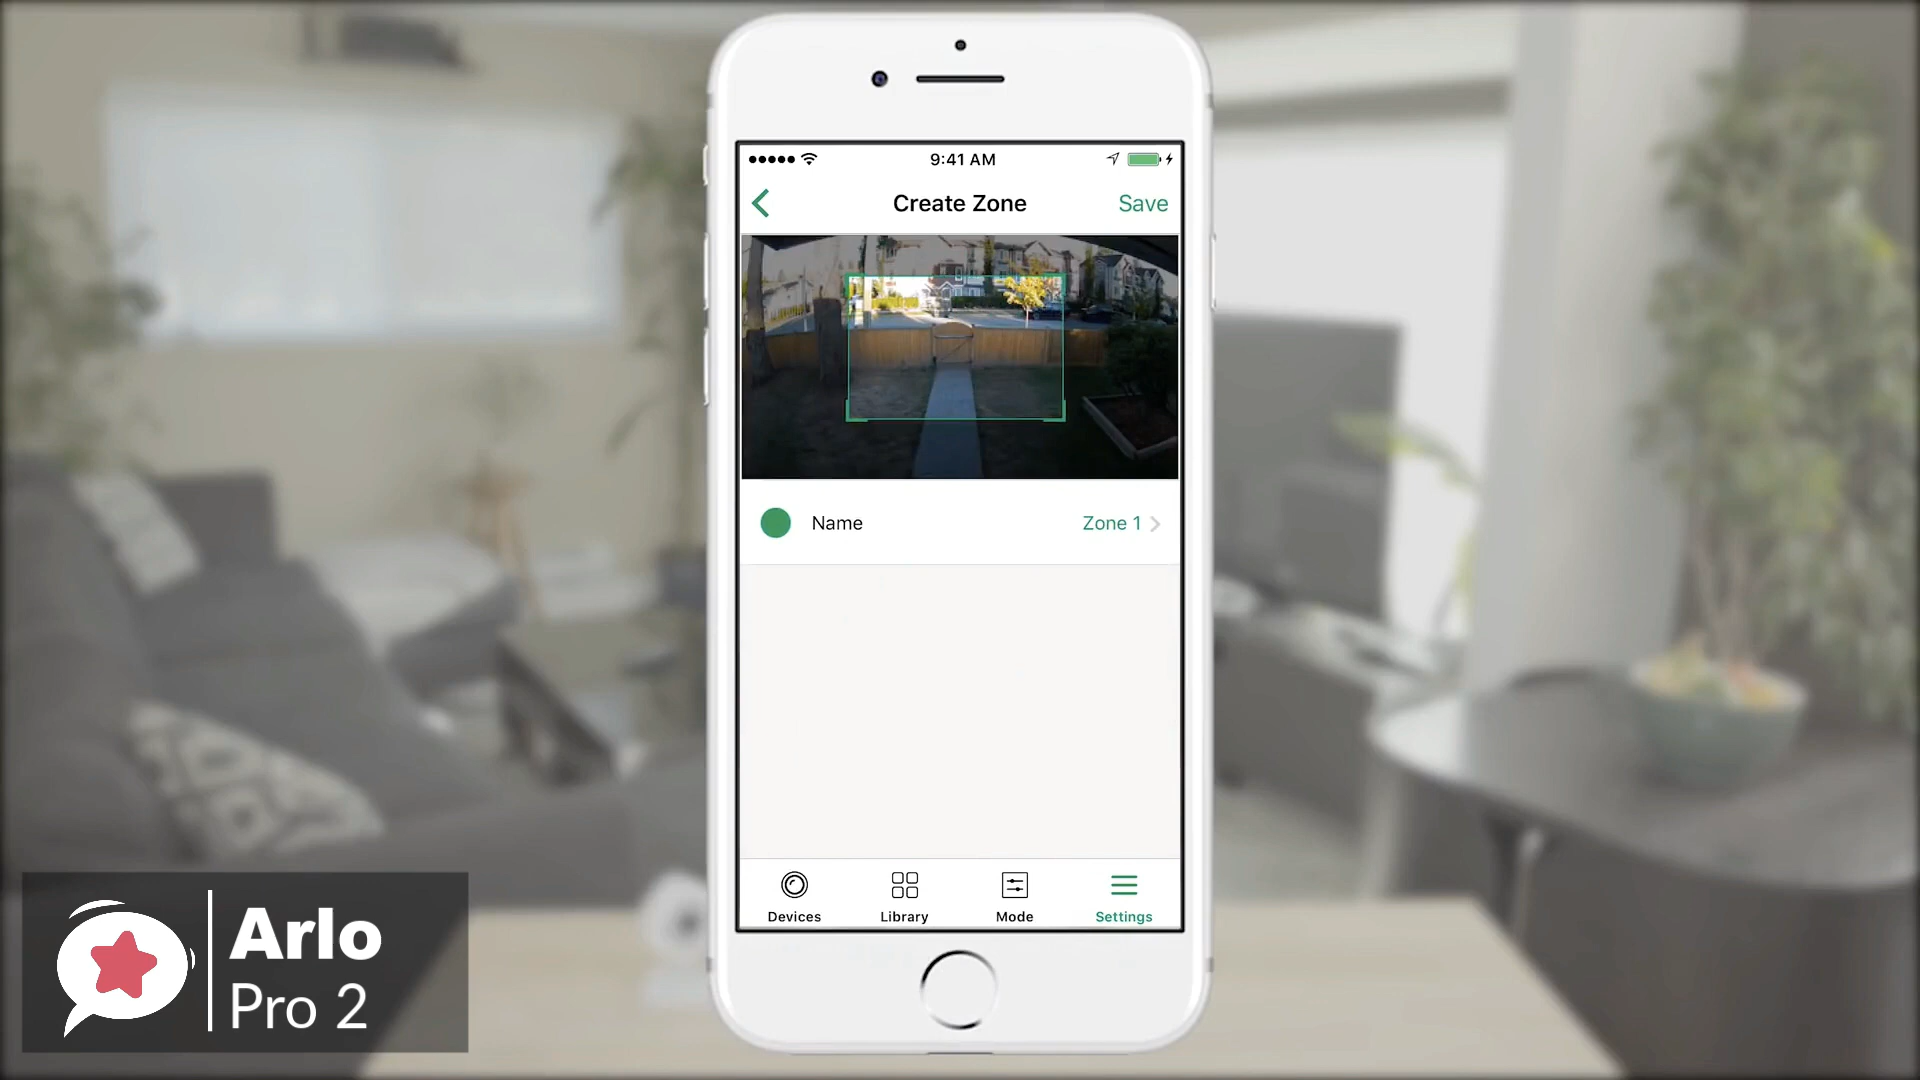 9:41 AM
Create Zone
Save
Name
Zone 1
Devices
Library
Mode
Settings
Arlo
Pro 2